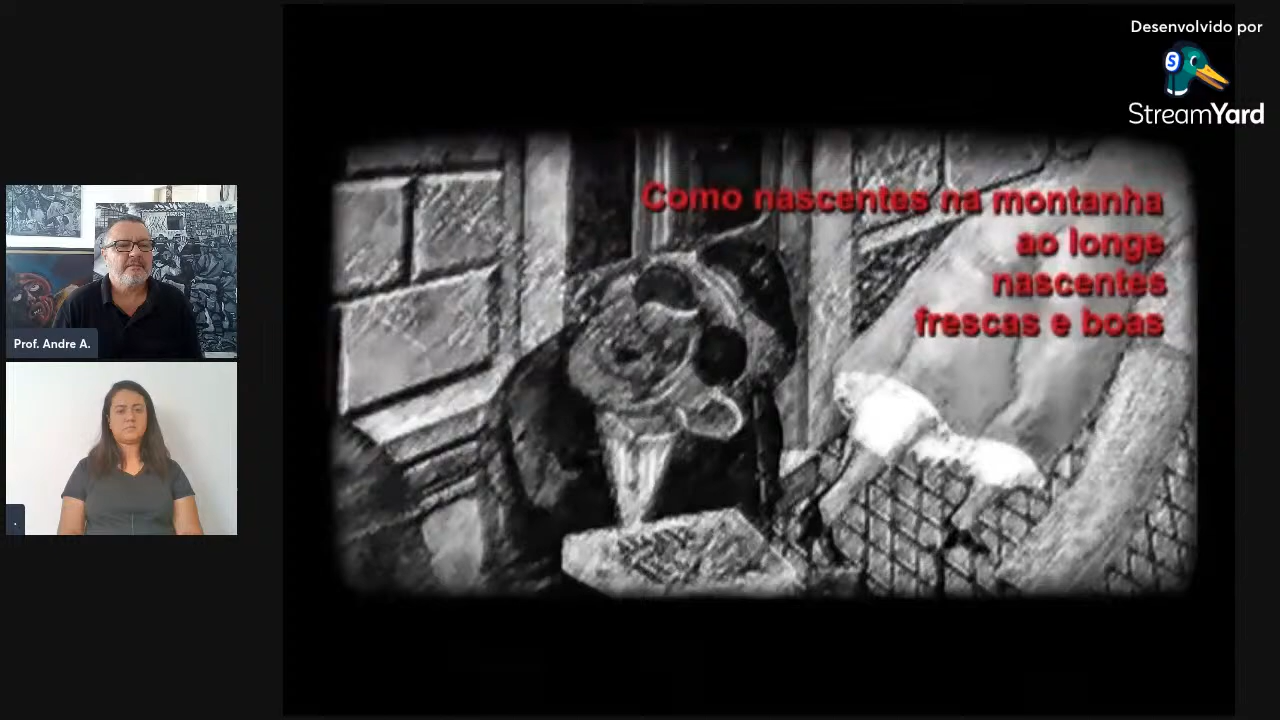 Desenvolvido por
StreamYard
Como nascentes na montanha
ao longe
nascentes
frescas e boas
Prof. Andre A.
.